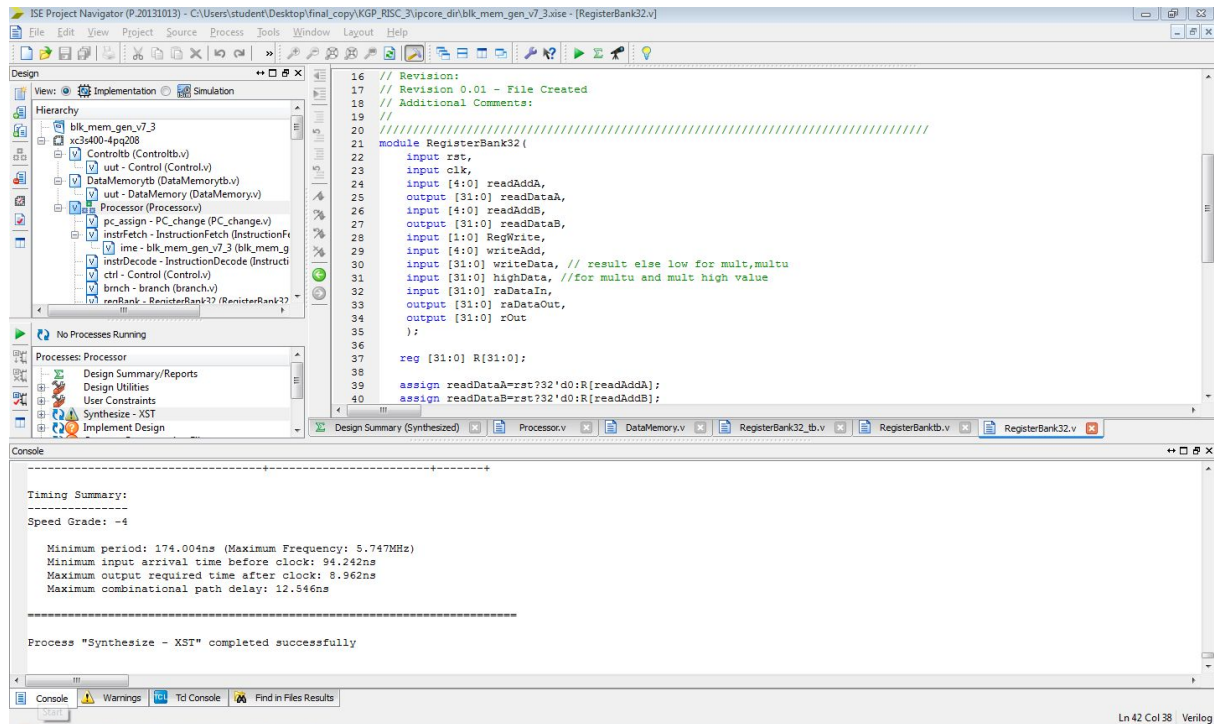 ISE Project Navigator (P.20131013) - C:\Users\student\Desktop\final_copy\KGP_RISC_3\ipcore_dir\blk_mem_gen_v7_3.xise - [RegisterBank32.v]
File Edit View Project Source Process Tools Window Layout Help
Design
View: Implementation Simulation
Hierarchy
blk_mem_gen_v7_3
xc3s400-4pq208
Controltb (Controltb.v)
uut - Control (Control.v)
DataMemorytb (DataMemorytb.v)
uut - DataMemory (DataMemory.v)
Processor (Processor.v)
pc_assign - PC_change (PC_change.v)
instrFetch - InstructionFetch (InstructionFe
ime - blk_mem_gen_v7_3 (blk_mem_g
instrDecode - InstructionDecode (Instructi
ctrl - Control (Control.v)
brnch - branch (branch.v)
regBank - RegisterBank32 (RegisterBank32
No Processes Running
Processes: Processor
Design Summary/Reports
Design Utilities
User Constraints
Synthesize - XST
Implement Design
16 // Revision:
17 // Revision 0.01 - File Created
18 // Additional Comments:
19 //
20 //////////////////////////////////////////////////////////////////////////////////
21 module RegisterBank32(
22 input rst,
23 input clk,
24 input [4:0] readAddA,
25 output [31:0] readDataA,
26 input [4:0] readAddB,
27 output [31:0] readDataB,
28 input [1:0] RegWrite,
29 input [4:0] writeAdd,
30 input [31:0] writeData, // result else low for mult,multu
31 input [31:0] highData, //for multu and mult high value
32 input [31:0] raDataIn,
33 output [31:0] raDataOut,
34 output [31:0] rOut
35 );
36
37 reg [31:0] R[31:0];
38
39 assign readDataA=rst?32'd0:R[readAddA];
40 assign readDataB=rst?32'd0:R[readAddB];
Design Summary (Synthesized) Processor.v DataMemory.v RegisterBank32_tb.v RegisterBanktb.v RegisterBank32.v
Console
Timing Summary:
---------------
Speed Grade: -4
Minimum period: 174.004ns (Maximum Frequency: 5.747MHz)
Minimum input arrival time before clock: 94.242ns
Maximum output required time after clock: 8.962ns
Maximum combinational path delay: 12.546ns
=========================================================================
Process "Synthesize - XST" completed successfully
Console Warnings Tcl Console Find in Files Results
Start
Ln 42 Col 38 Verilog